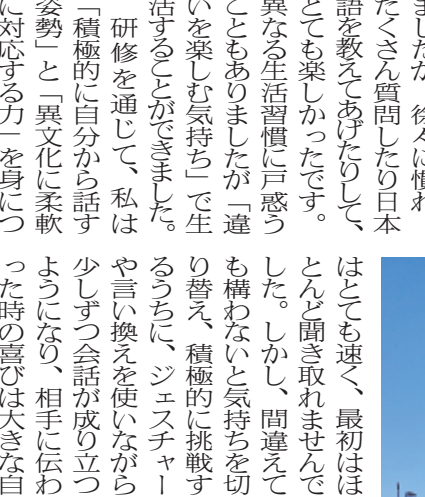 ましたが、徐々に慣れ
たくさん質問したり日本
語を教えてあげたりして、
とても楽しかったです。
異なる生活習慣に戸惑う
こともありましたが「違
いを楽しむ気持ち」で生
活することができました。
研修を通じて、私は
「積極的に自分から話す
姿勢」と「異文化に柔軟
に対応する力」を身につ
はとても速く、最初はほ
とんど聞き取れませんで
した。しかし、間違えて
も構わないと気持ちを切
り替え、積極的に挑戦す
るうちに、ジェスチャー
や言い換えを使いながら
少しずつ会話が成り立つ
ようになり、相手に伝わ
った時の喜びは大きな自